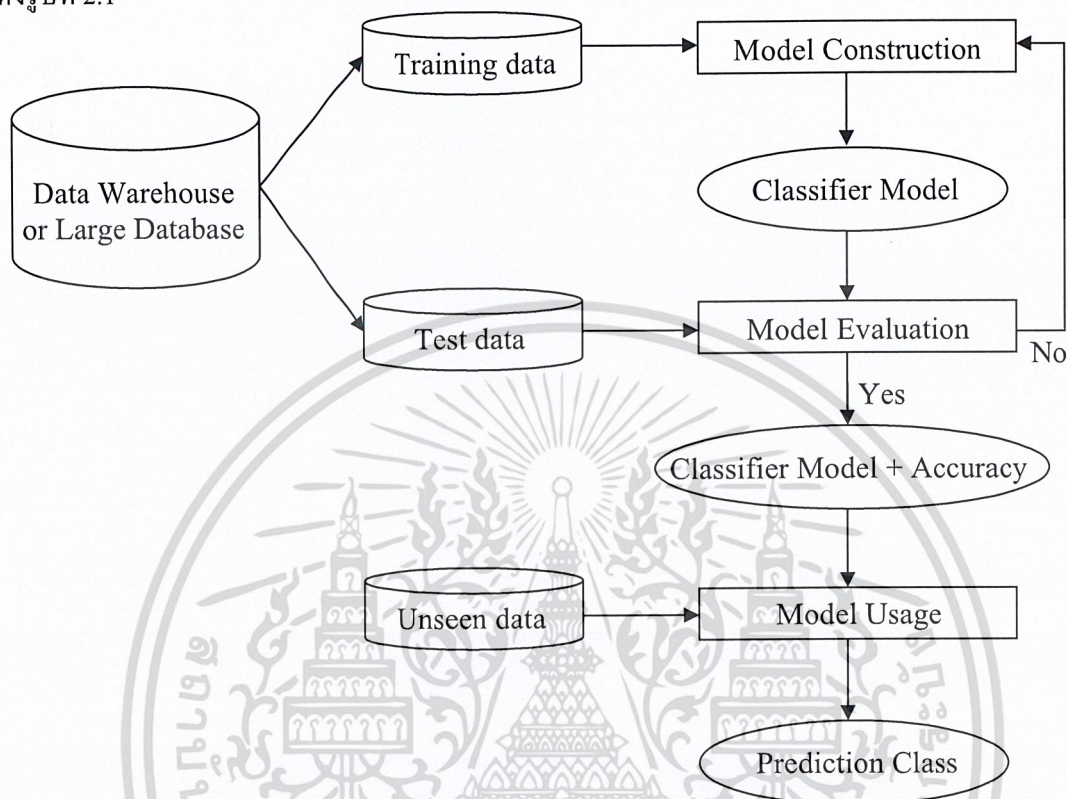 Training data
Model Construction
Data Warehouse
or Large Database
Classifier Model
Test data
Model Evaluation
No
Yes
Classifier Model + Accuracy
Unseen data
Model Usage
Prediction Class